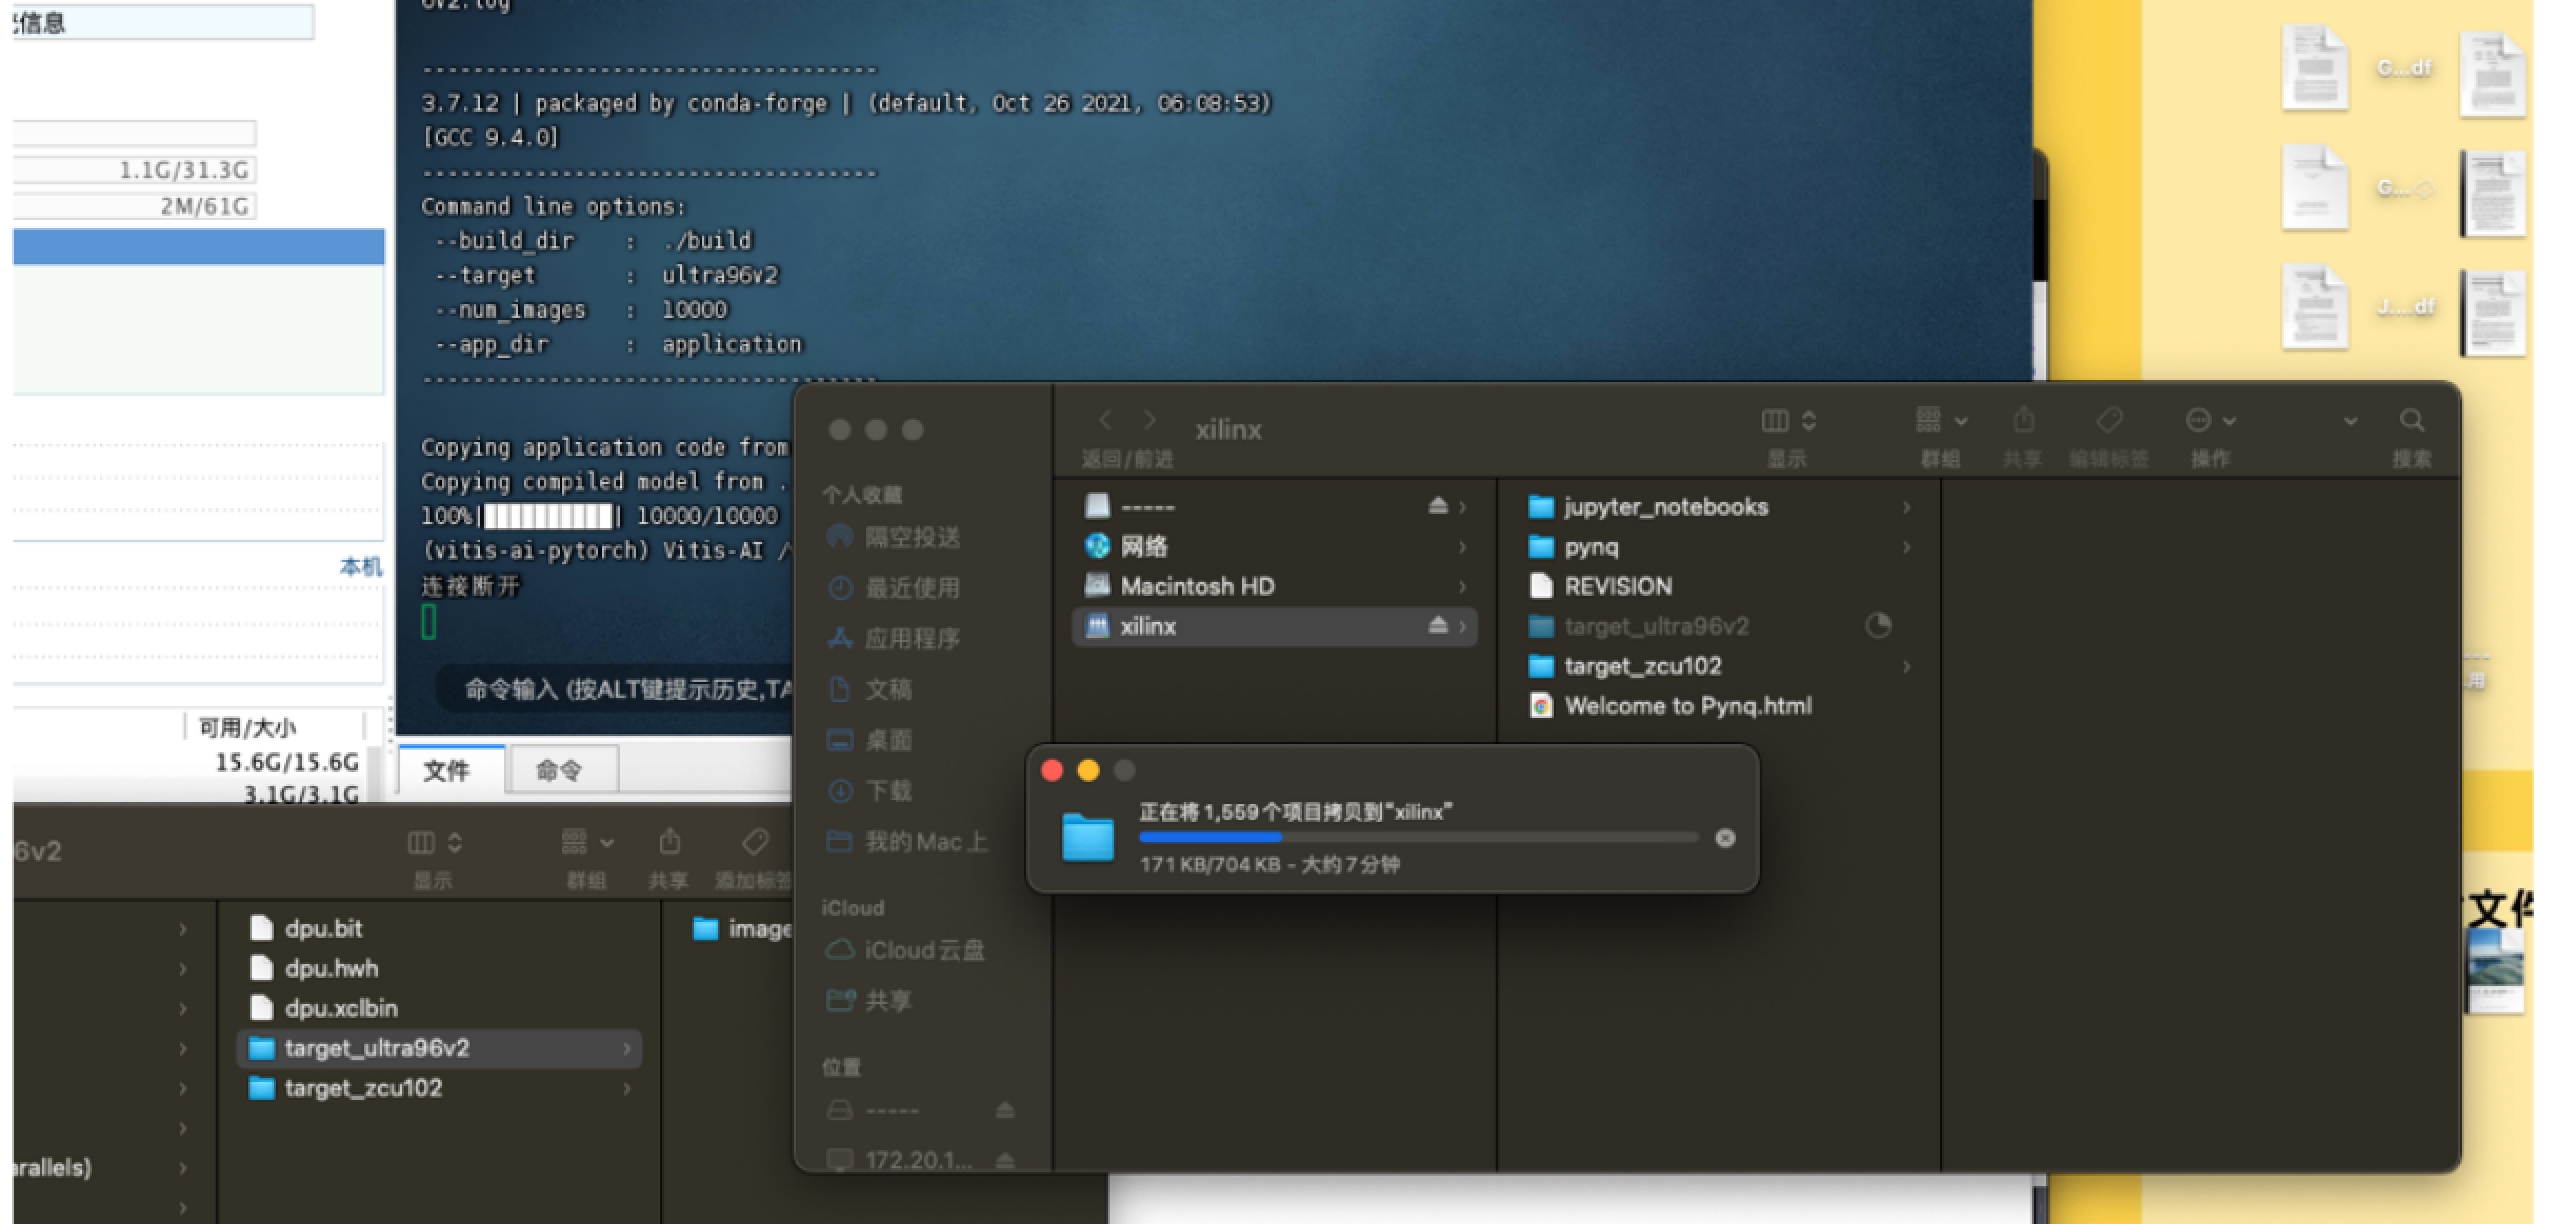 信息
1.1G/31.3G
2M/61G
本机
可用/大小
15.6G/15.6G
3.1G/3.1G
6v2.log
-----------------------------------
3.7.12 | packaged by conda-forge | (default, Oct 26 2021, 06:08:53)
[GCC 9.4.0]
-----------------------------------
Command line options:
--build_dir    :  ./build
--target       :  ultra96v2
--num_images   :  10000
--app_dir      :  application
-----------------------------------
Copying application code from
Copying compiled model from .
100%| | 10000/10000
(vitis-ai-pytorch) Vitis-AI /
连接断开
命令输入 (按ALT键提示历史,TA
文件
命令
G...df
G...
J....df
用
文件
xilinx
返回/前进
显示
群组
共享
编辑标签
操作
搜索
个人收藏
隔空投送
最近使用
应用程序
文稿
桌面
下载
我的 Mac 上
iCloud
iCloud 云盘
共享
位置
-----
172.20.1...
-----
网络
Macintosh HD
xilinx
jupyter_notebooks
pynq
REVISION
target_ultra96v2
target_zcu102
Welcome to Pynq.html
正在将 1,559 个项目拷贝到“xilinx”
171 KB/704 KB - 大约 7 分钟
6v2
显示
群组
共享
添加标签
dpu.bit
dpu.hwh
dpu.xclbin
target_ultra96v2
target_zcu102
image
arallels)